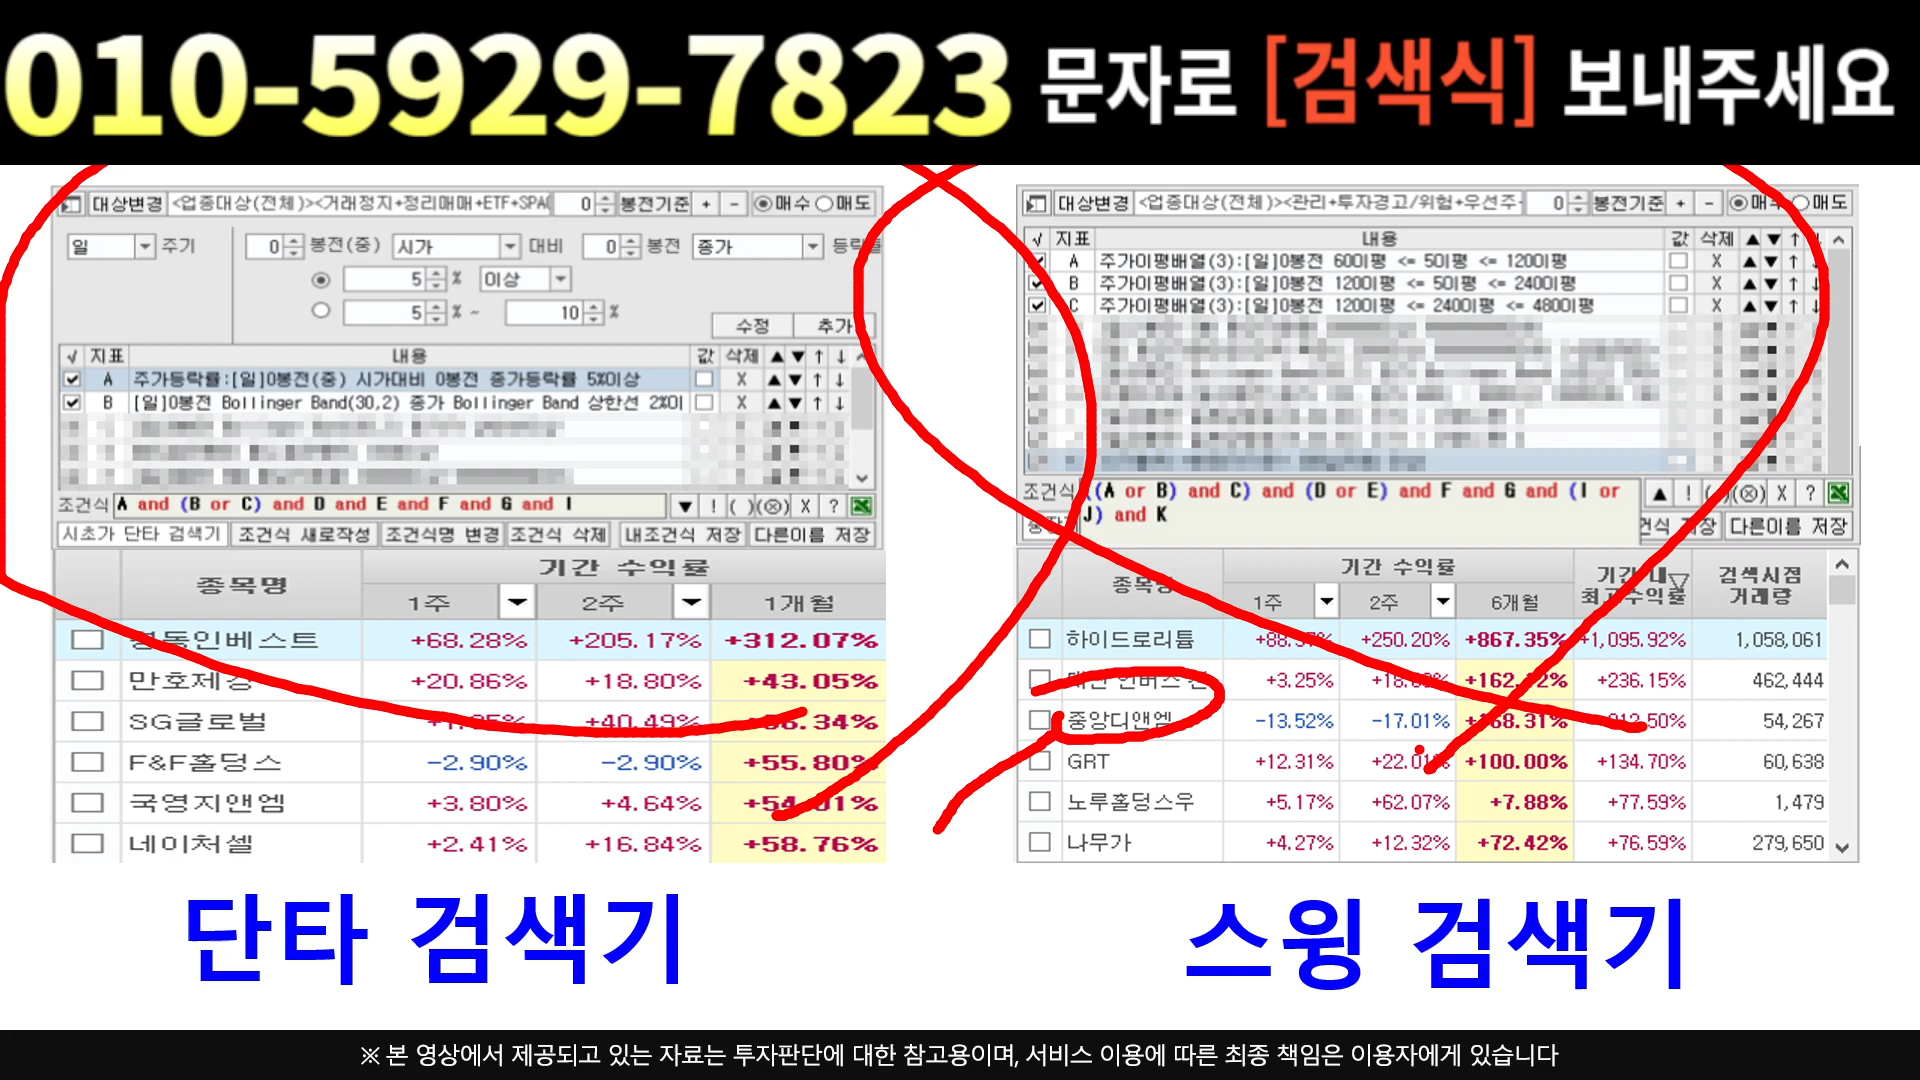 010-5929-7823 문자로 [검색식] 보내주세요
대상변경 <업종대상(전체)><거래정지+정리매매+ETF+SPAC 0 봉전기준 + - 매수 매도
일 주기 0 봉전(중) 시가 대비 0 봉전 종가
5 % 이상
5 % ~ 10 %
수정 추가
√ 지표 내용 값 삭제 ▲ ▼ ↑ ↓
A 주가등락률:[일]0봉전(중) 시가대비 0봉전 종가등락률 5%이상 X ▲ ▼ ↑ ↓
B [일]0봉전 Bollinger Band(30,2) 종가 Bollinger Band 상한선 2%이 X ▲ ▼ ↑ ↓
조건식 A and (B or C) and D and E and F and G and I ▼ ! ( )(⊗) X ?
시초가 단타 검색기 조건식 새로작성 조건식명 변경 조건식 삭제 내조건식 저장 다른이름 저장
종목명 기간 수익률
1주 2주 1개월
+68.28% +205.17% +312.07%
만호제강 +20.86% +18.80% +43.05%
SG글로벌 +40.49%
F&F홀딩스 -2.90% -2.90% +55.80%
국영지앤엠 +3.80% +4.64%
네이처셀 +2.41% +16.84% +58.76%
단타 검색기
대상변경 <업종대상(전체)><관리+투자경고/위험+우선주+ 0 봉전기준 + - 매수 매도
√ 지표 내용 값 삭제 ▲ ▼ ↑
A 주가이평배열(3):[일]0봉전 60이평 <= 5이평 <= 120이평 X ▲ ▼ ↑
B 주가이평배열(3):[일]0봉전 120이평 <= 5이평 <= 240이평 X ▲ ▼ ↑
C 주가이평배열(3):[일]0봉전 120이평 <= 240이평 <= 480이평 X ▲ ▼ ↑
조건식 ((A or B) and C) and (D or E) and F and G and (I or ▲ ! ( )(⊗) X ?
J) and K 저장 다른이름 저장
종목명 기간 수익률 기간 내 최고수익률 검색시점 거래량
1주 2주 6개월
하이드로리튬 +250.20% +867.35% +1,095.92% 1,058,061
+3.25% +236.15% 462,444
중앙디앤엠 -13.52% -17.01% 54,267
GRT +12.31% +100.00% +134.70% 60,638
노루홀딩스우 +5.17% +62.07% +7.88% +77.59% 1,479
나무가 +4.27% +12.32% +72.42% +76.59% 279,650
스윙 검색기
※ 본 영상에서 제공되고 있는 자료는 투자판단에 대한 참고용이며, 서비스 이용에 따른 최종 책임은 이용자에게 있습니다